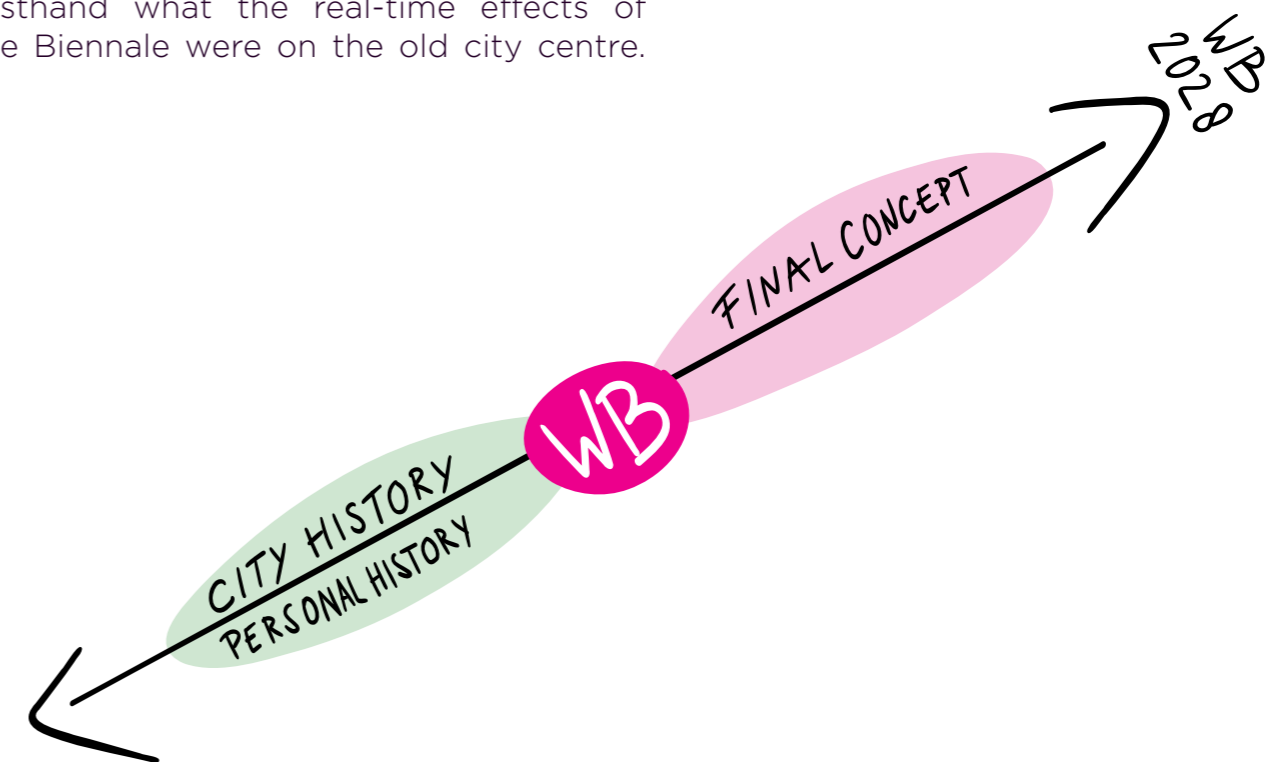 sthand what the real-time effects of
e Biennale were on the old city centre.
WB
2028
FINAL CONCEPT
WB
CITY HISTORY
PERSONAL HISTORY